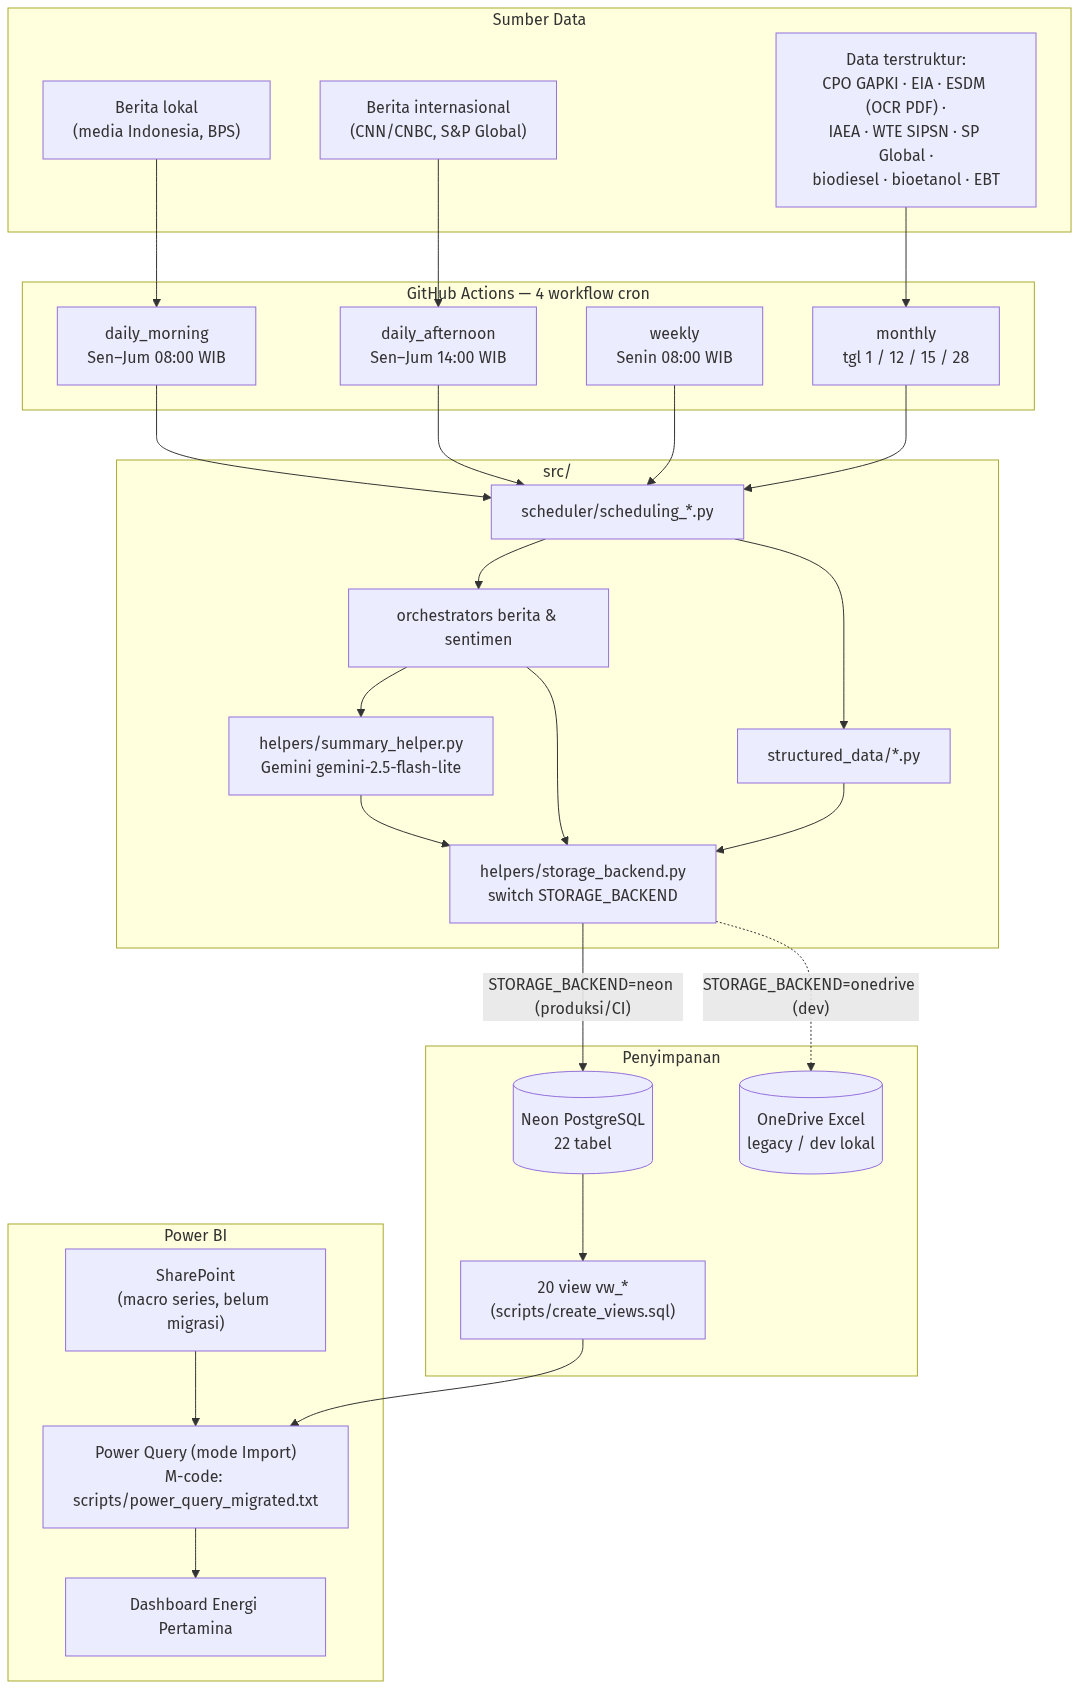 Sumber Data
Berita lokal
(media Indonesia, BPS)
Berita internasional
(CNN/CNBC, S&P Global)
Data terstruktur:
CPO GAPKI · EIA · ESDM
(OCR PDF) ·
IAEA · WTE SIPSN · SP
Global ·
biodiesel · bioetanol · EBT
GitHub Actions — 4 workflow cron
daily_morning
Sen–Jum 08:00 WIB
daily_afternoon
Sen–Jum 14:00 WIB
weekly
Senin 08:00 WIB
monthly
tgl 1 / 12 / 15 / 28
src/
scheduler/scheduling_*.py
orchestrators berita &
sentimen
helpers/summary_helper.py
Gemini gemini-2.5-flash-lite
structured_data/*.py
helpers/storage_backend.py
switch STORAGE_BACKEND
STORAGE_BACKEND=neon
(produksi/CI)
STORAGE_BACKEND=onedrive
(dev)
Penyimpanan
Neon PostgreSQL
22 tabel
OneDrive Excel
legacy / dev lokal
20 view vw_*
(scripts/create_views.sql)
Power BI
SharePoint
(macro series, belum
migrasi)
Power Query (mode Import)
M-code:
scripts/power_query_migrated.txt
Dashboard Energi
Pertamina